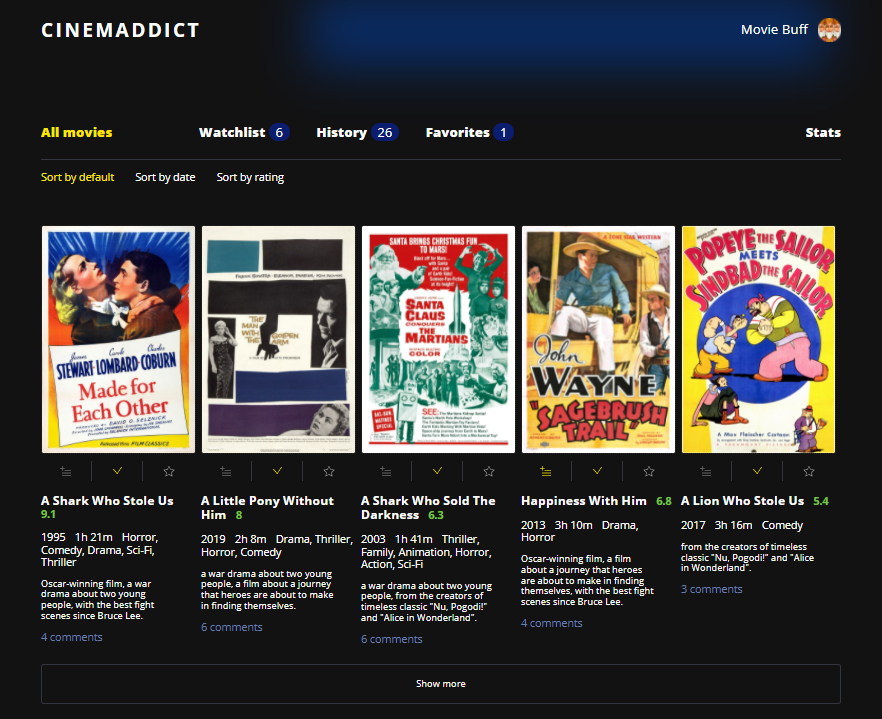 CINEMADDICT
Movie Buff
All movies
Watchlist 6
History 26
Favorites 1
Stats
Sort by default
Sort by date
Sort by rating
James Carole Charles
STEWART·LOMBARD·COBURN
Made for
Each Other
Released thru FILM CLASSICS
THE
MAN
WITH THE GOLDEN
ARM
SANTA BRINGS CHRISTMAS FUN
TO MARS!
SANTA
CLAUS
CONQUERS
THE
MARTIANS
COLOR
SEE:
John
WAYNE
"SAGEBRUSH
TRAIL"
POPEYE THE SAILOR
MEETS
SINDBAD THE SAILOR
A Max Fleischer Cartoon
A Shark Who Stole Us
9.1
1995 1h 21m Horror,
Comedy, Drama, Sci-Fi,
Thriller
Oscar-winning film, a war
drama about two young
people, with the best fight
scenes since Bruce Lee.
4 comments
A Little Pony Without
Him 8
2019 2h 8m Drama, Thriller,
Horror, Comedy
a war drama about two young
people, a film about a journey
that heroes are about to make
in finding themselves.
6 comments
A Shark Who Sold The
Darkness 6.3
2003 1h 41m Thriller,
Family, Animation, Horror,
Action, Sci-Fi
a war drama about two young
people, from the creators of
timeless classic "Nu, Pogodi!"
and "Alice in Wonderland".
6 comments
Happiness With Him 6.8
2013 3h 10m Drama,
Horror
Oscar-winning film, a film
about a journey that heroes
are about to make in finding
themselves, with the best fight
scenes since Bruce Lee.
4 comments
A Lion Who Stole Us 5.4
2017 3h 16m Comedy
from the creators of timeless
classic "Nu, Pogodi!" and "Alice
in Wonderland".
3 comments
Show more